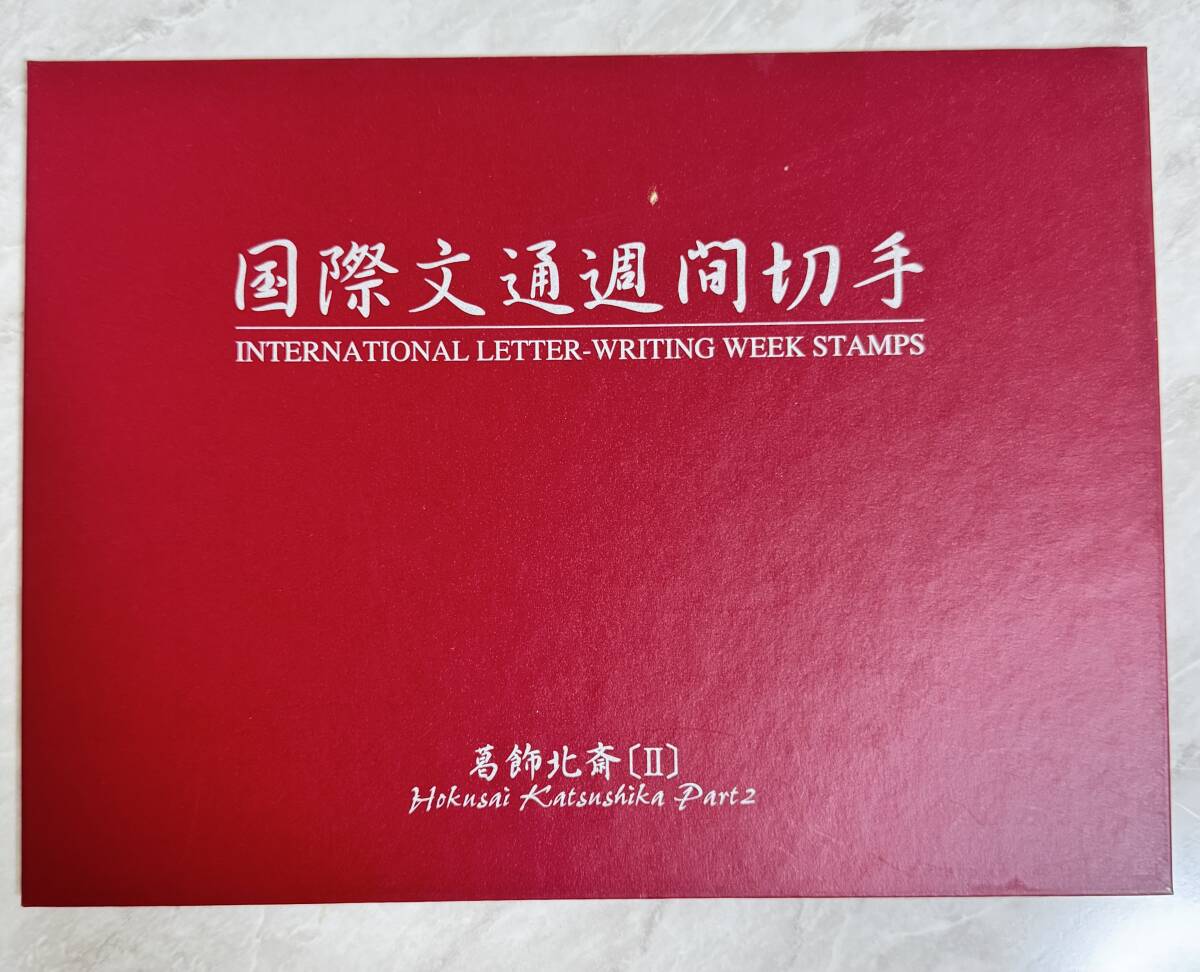 国際文通週間切手
INTERNATIONAL LETTER-WRITING WEEK STAMPS
葛飾北斎〔Ⅱ〕
Hokusai Katsushika Part2